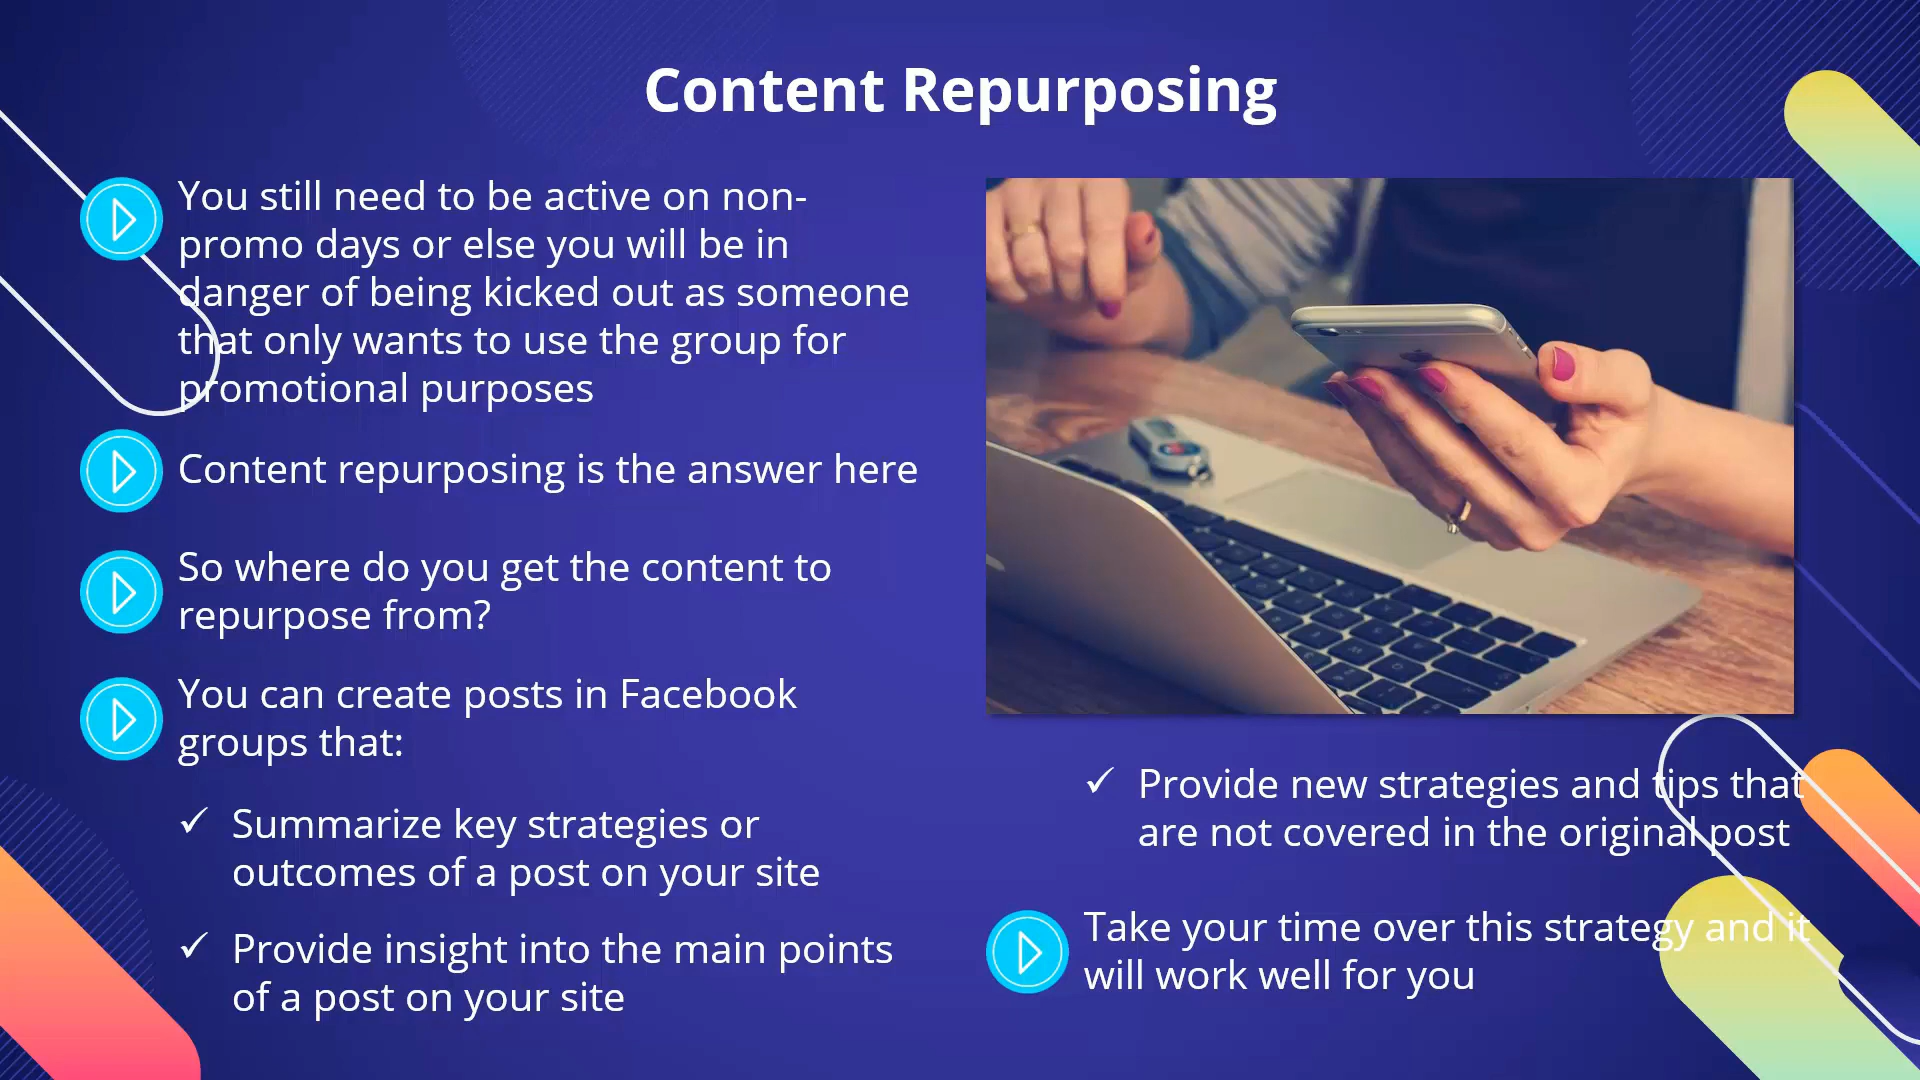 Content Repurposing
You still need to be active on non-
promo days or else you will be in
danger of being kicked out as someone
that only wants to use the group for
promotional purposes
Content repurposing is the answer here
So where do you get the content to
repurpose from?
You can create posts in Facebook
groups that:
Summarize key strategies or
outcomes of a post on your site
Provide insight into the main points
of a post on your site
Provide new strategies and tips that
are not covered in the original post
Take your time over this strategy and it
will work well for you